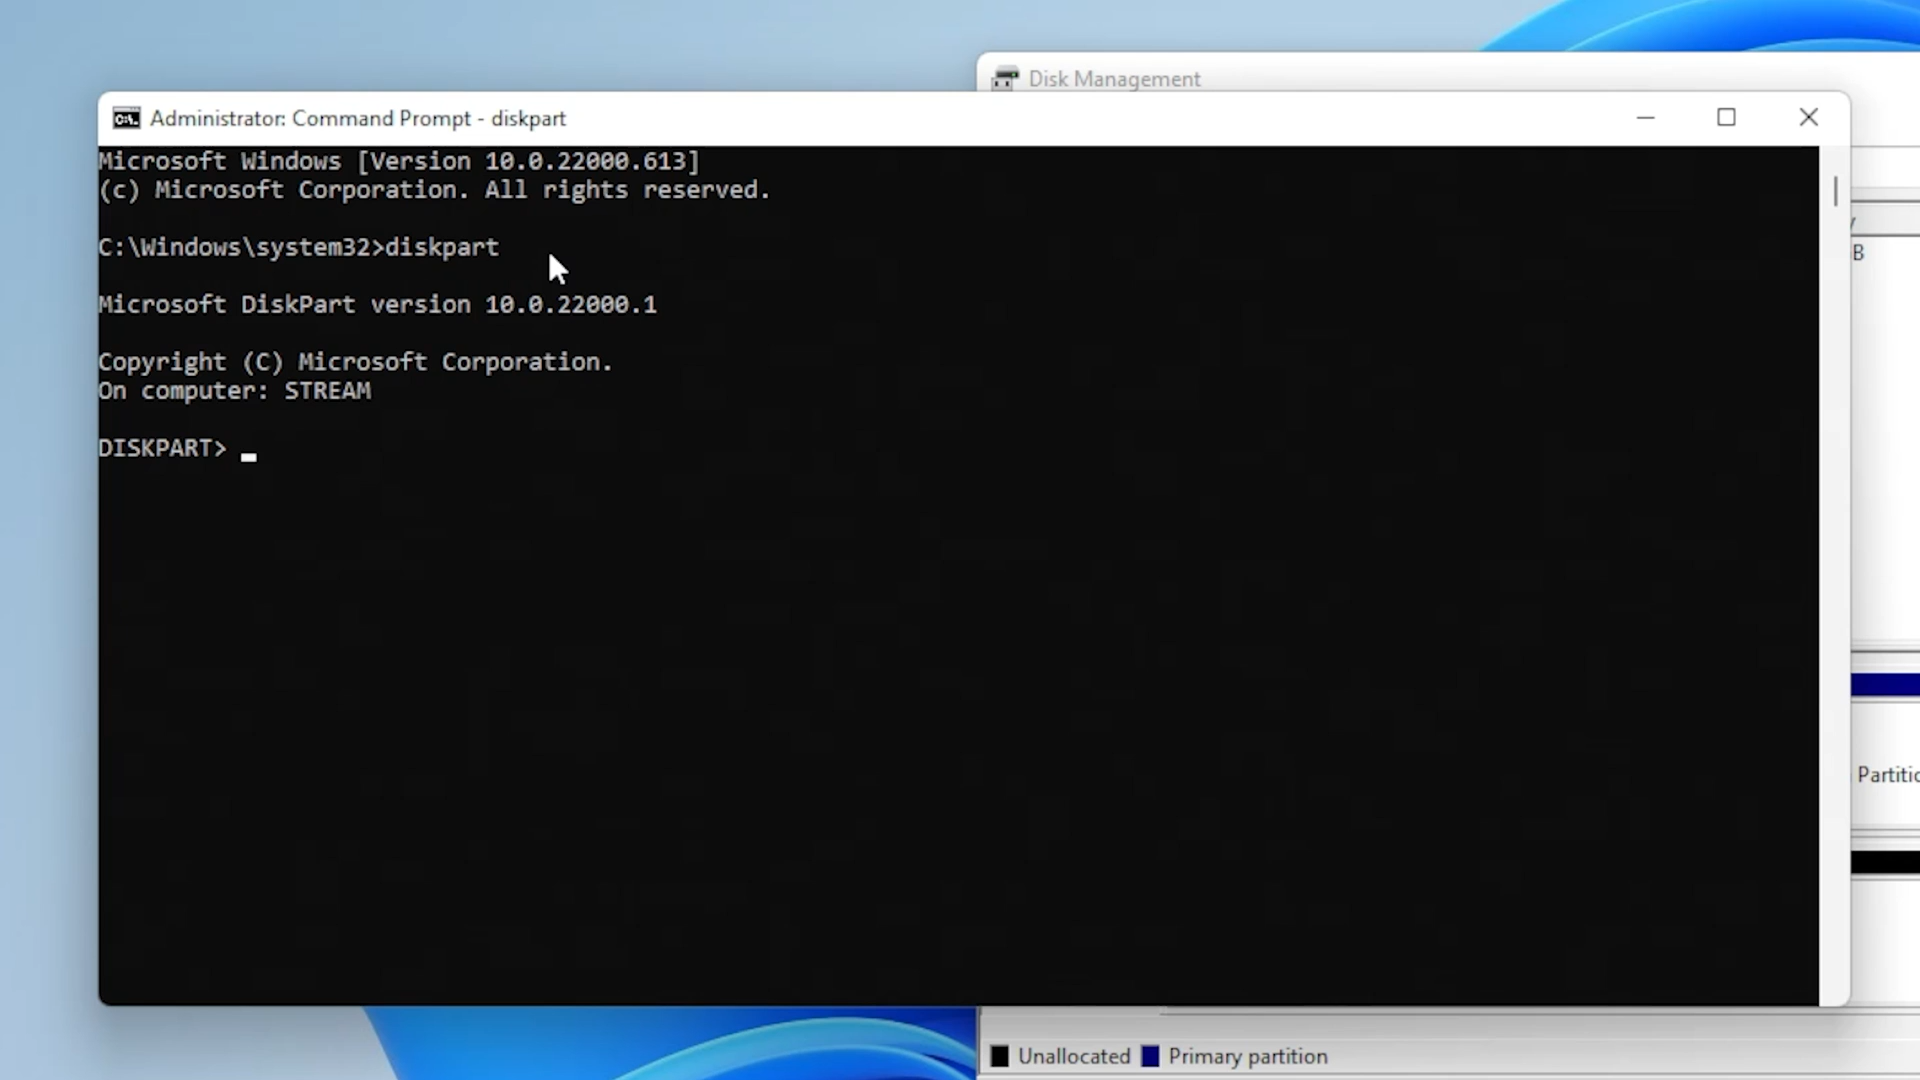 Disk Management
Administrator: Command Prompt - diskpart
Microsoft Windows [Version 10.0.22000.613]
(c) Microsoft Corporation. All rights reserved.
C:\Windows\system32>diskpart
Microsoft DiskPart version 10.0.22000.1
Copyright (C) Microsoft Corporation.
On computer: STREAM
DISKPART>
B
Partitio
Unallocated Primary partition